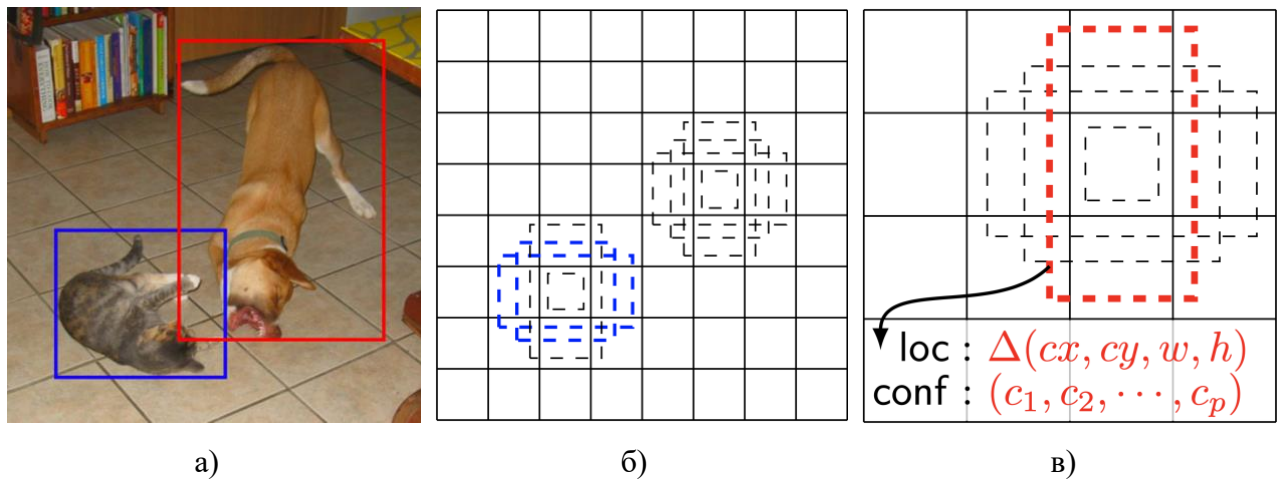 loc : Δ(cx, cy, w, h)
conf : (c₁, c₂, ⋯, cₚ)
а) б) в)